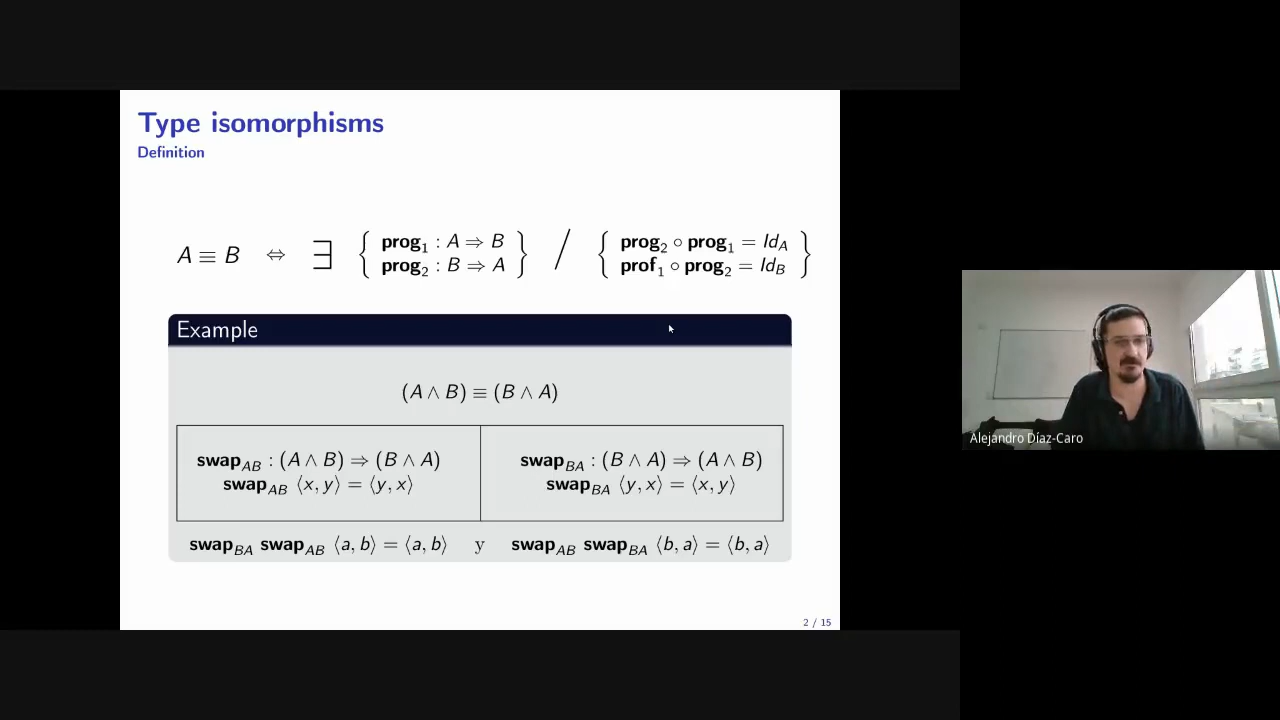 Type isomorphisms
Definition
A ≡ B ⇔ ∃ { prog₁ : A ⇒ B / { prog₂ ∘ prog₁ = Id_A
prog₂ : B ⇒ A } prof₁ ∘ prog₂ = Id_B }
Example
(A ∧ B) ≡ (B ∧ A)
swap_AB : (A ∧ B) ⇒ (B ∧ A)
swap_AB ⟨x, y⟩ = ⟨y, x⟩
swap_BA : (B ∧ A) ⇒ (A ∧ B)
swap_BA ⟨y, x⟩ = ⟨x, y⟩
swap_BA swap_AB ⟨a, b⟩ = ⟨a, b⟩ y swap_AB swap_BA ⟨b, a⟩ = ⟨b, a⟩
2 / 15
Alejandro Díaz-Caro